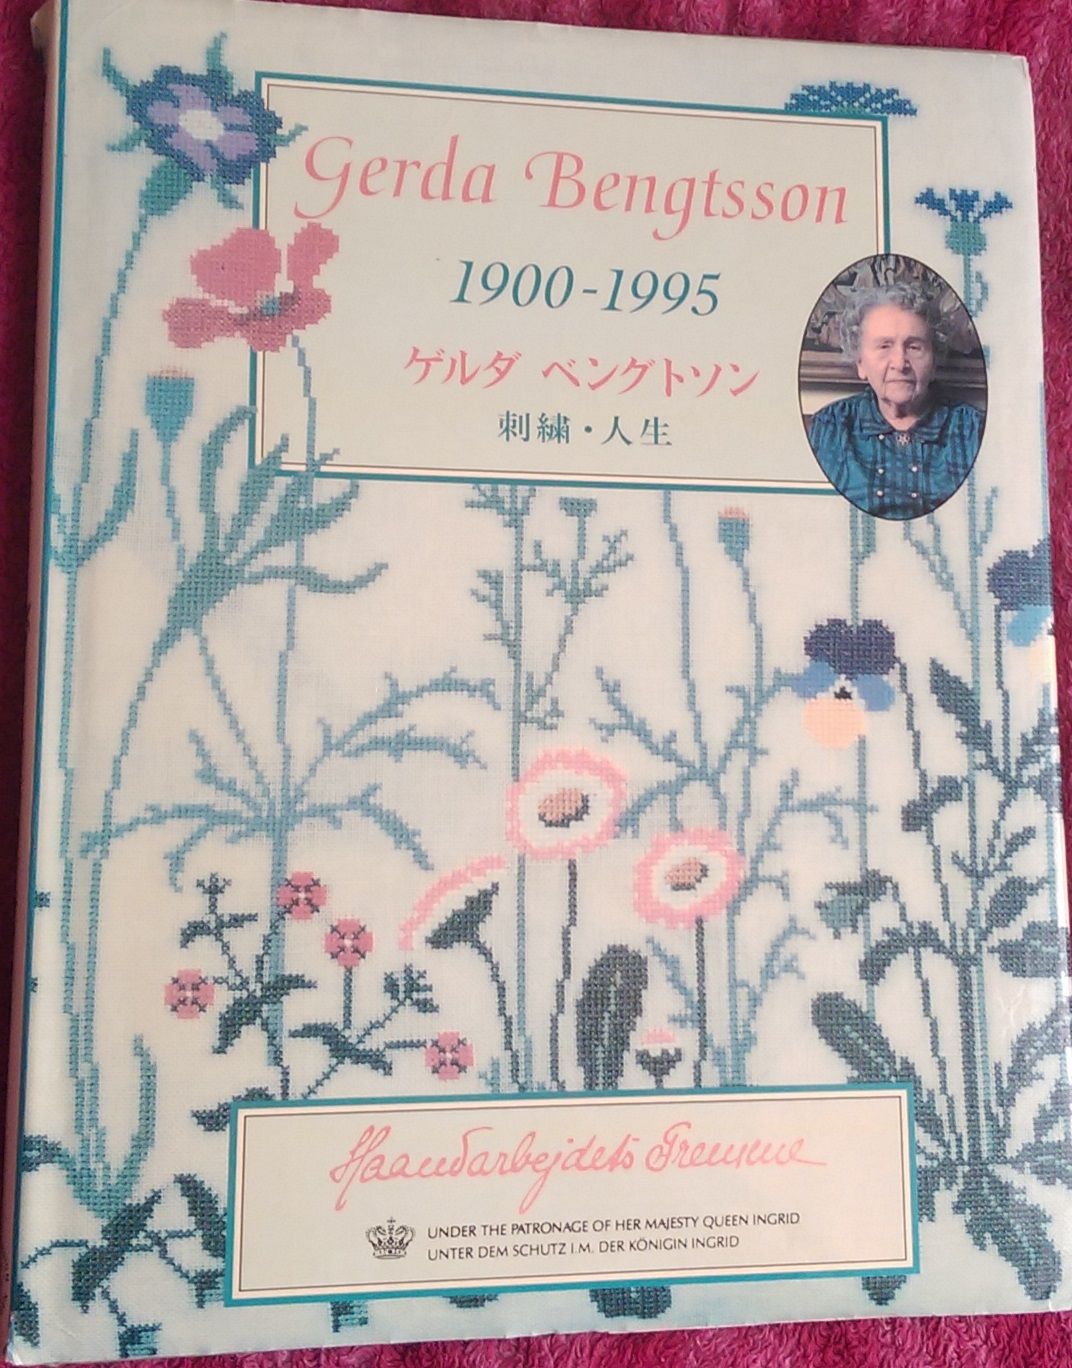 Gerda Bengtsson
1900-1995
ゲルダ ベングトソン
刺繍・人生
Haandarbejdets Fremme
UNDER THE PATRONAGE OF HER MAJESTY QUEEN INGRID
UNTER DEM SCHUTZ I.M. DER KÖNIGIN INGRID